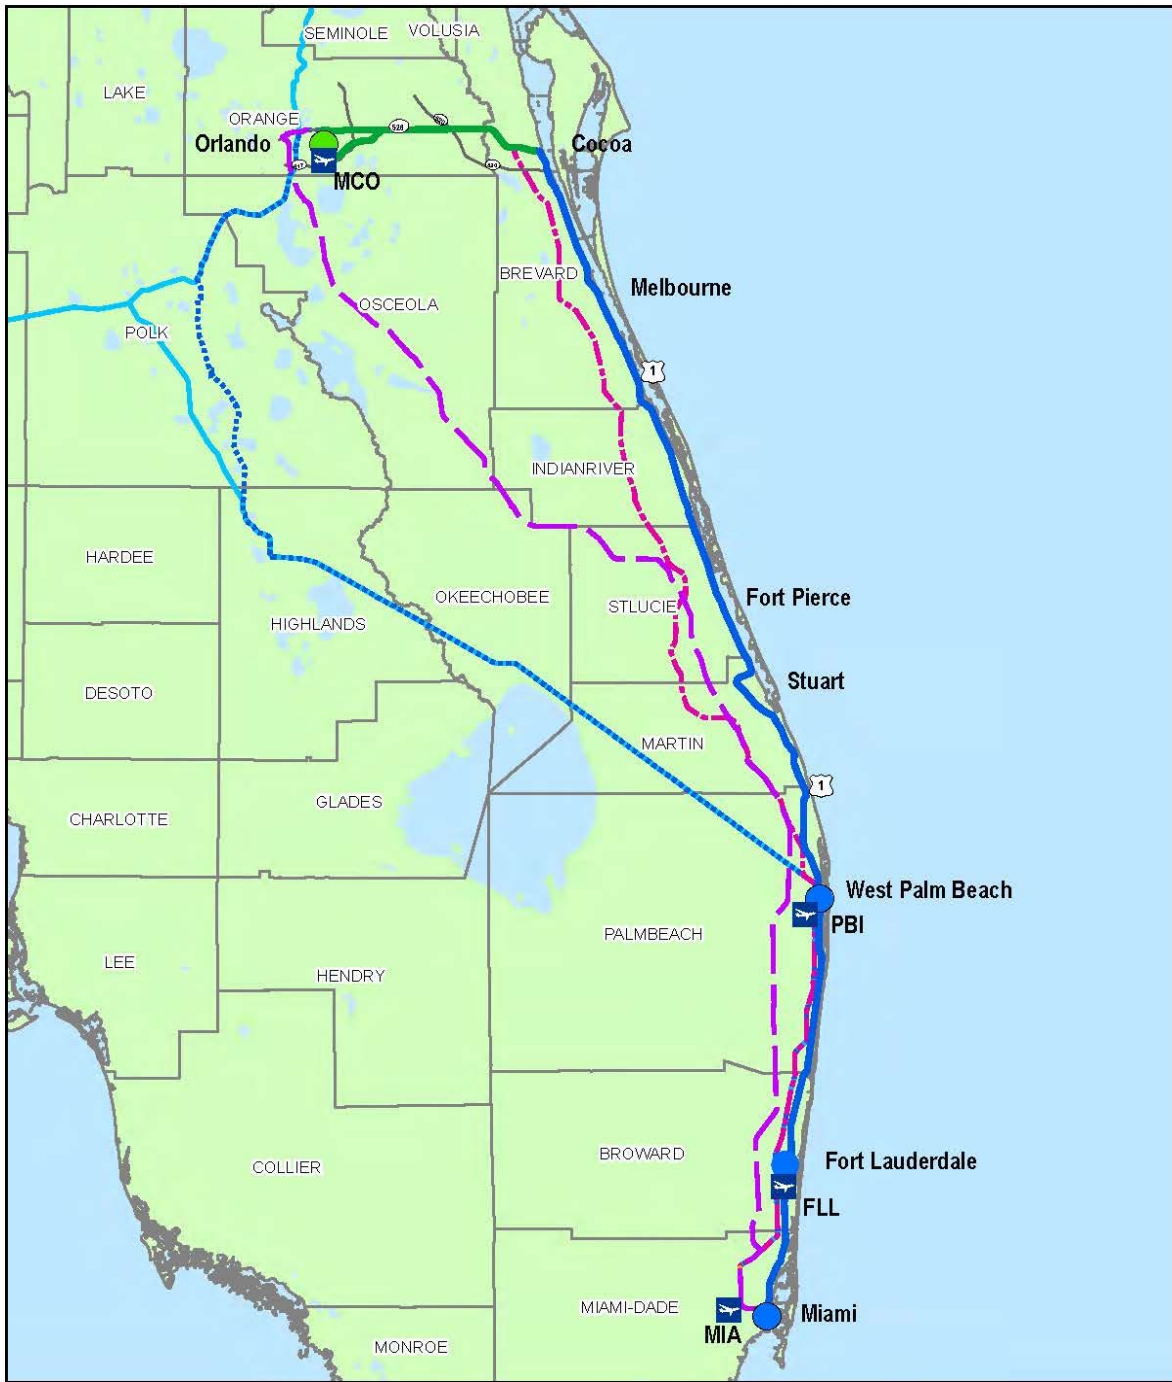 VOLUSIA
SEMINOLE
LAKE
ORANGE
528
Orlando
Cocoa
417
MCO
BREVARD
Melbourne
OSCEOLA
POLK
1
INDIANRIVER
HARDEE
OKEECHOBEE
Fort Pierce
STLUCIE
HIGHLANDS
Stuart
DESOTO
MARTIN
1
GLADES
CHARLOTTE
West Palm Beach
PBI
PALMBEACH
LEE
HENDRY
BROWARD
Fort Lauderdale
COLLIER
FLL
MIAMI-DADE
Miami
MIA
MONROE